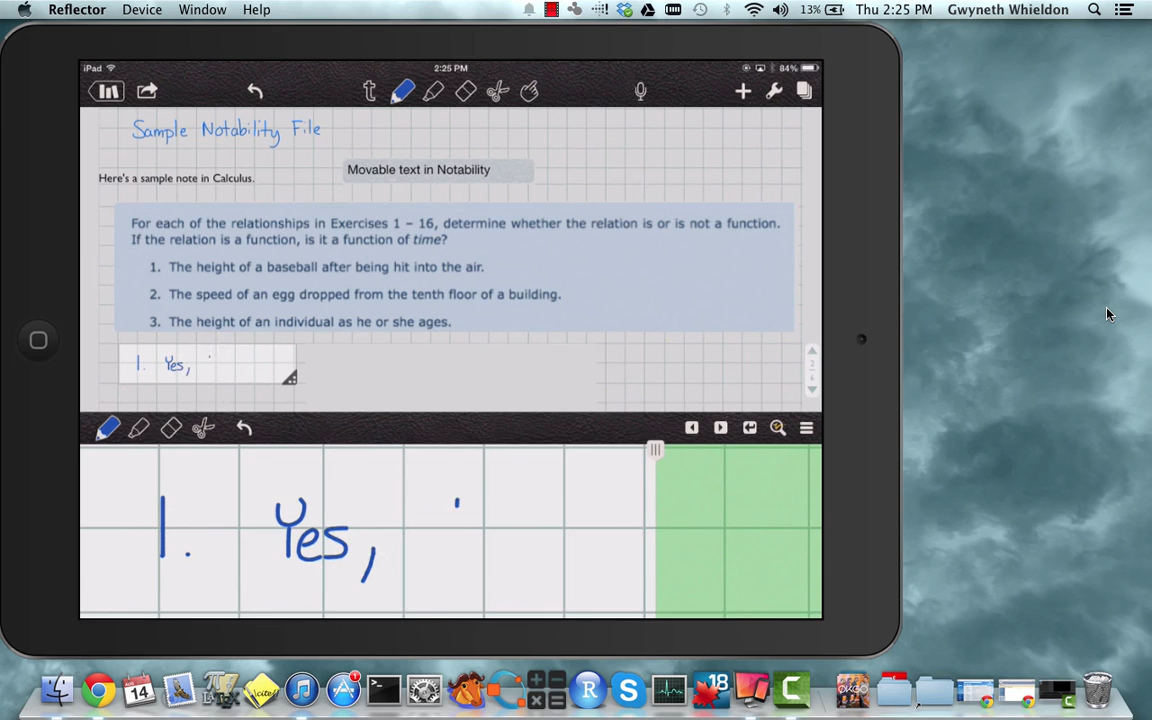 Reflector Device Window Help 13% Thu 2:25 PM Gwyneth Whieldon
iPad 2:25 PM 84%
t
Sample Notability File
Movable text in Notability
Here's a sample note in Calculus.
For each of the relationships in Exercises 1 – 16, determine whether the relation is or is not a function.
If the relation is a function, is it a function of time?
1. The height of a baseball after being hit into the air.
2. The speed of an egg dropped from the tenth floor of a building.
3. The height of an individual as he or she ages.
1. Yes,
1. Yes,
14
1
R
S
18
C